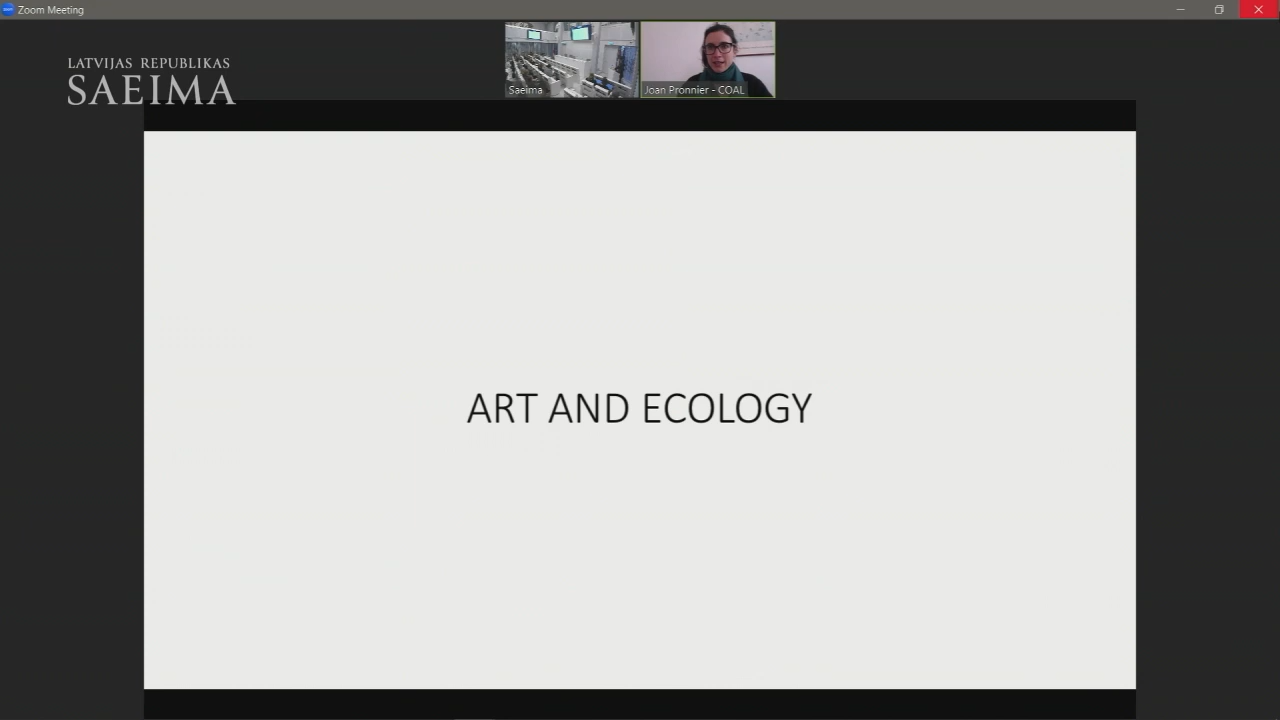 Zoom Meeting
LATVIJAS REPUBLIKAS
SAEIMA
Saeima
Joan Pronnier - COAL
ART AND ECOLOGY